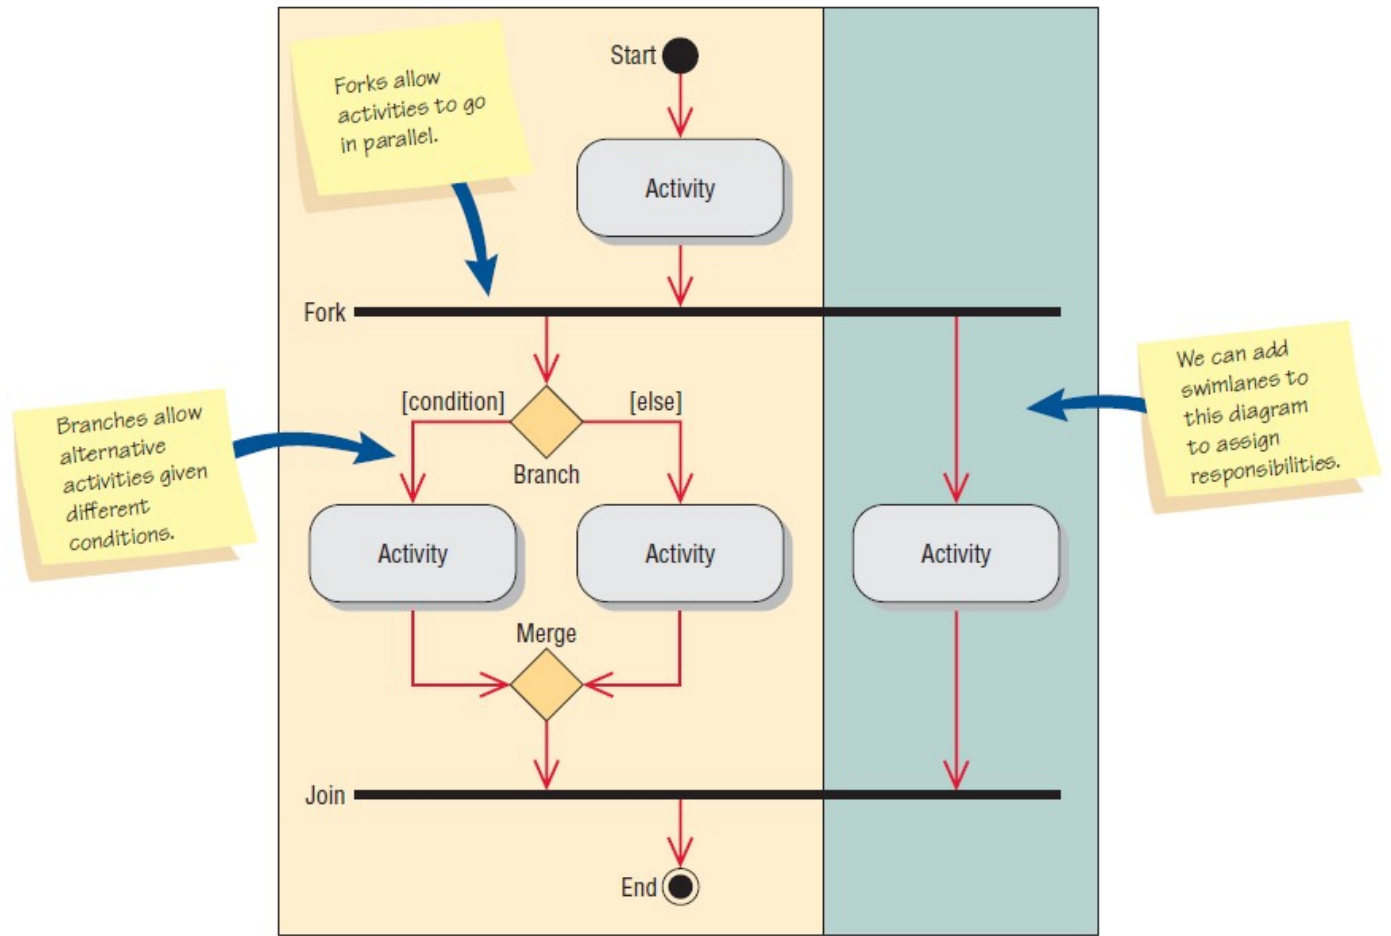 Start
Forks allow
activities to go
in parallel.
Activity
Fork
We can add
swimlanes to
this diagram
to assign
responsibilities.
[condition]
[else]
Branches allow
alternative
activities given
different
conditions.
Branch
Activity
Activity
Activity
Merge
Join
End